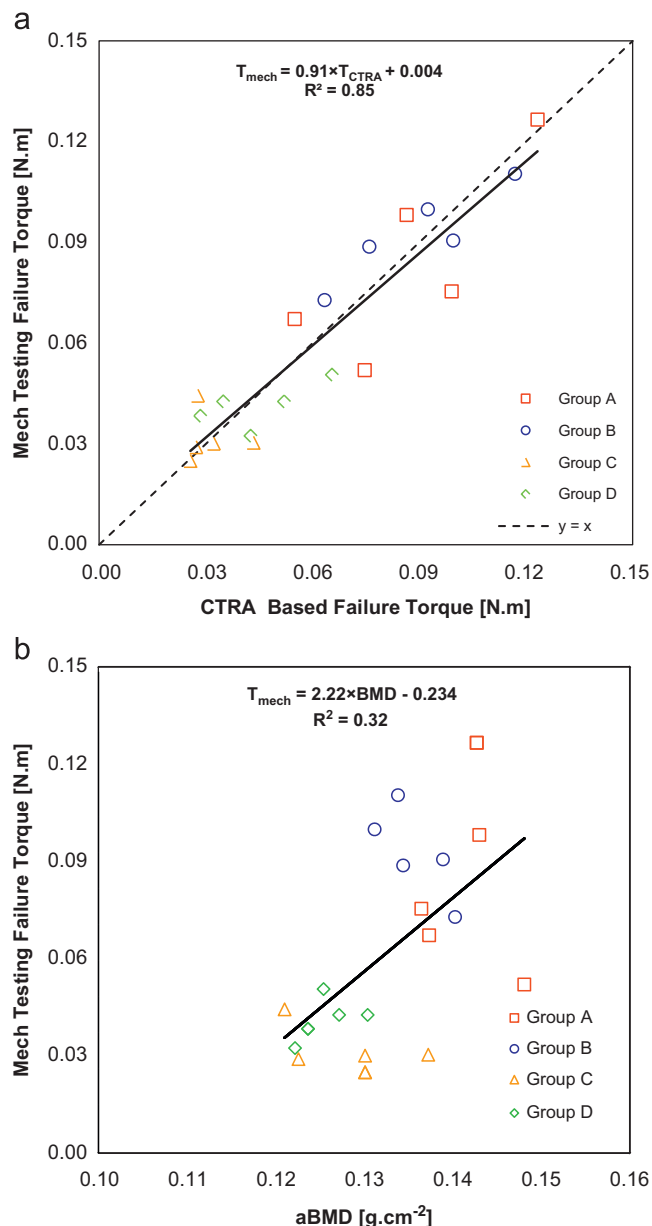 a
0.15
T_mech = 0.91×T_CTRA + 0.004
R² = 0.85
0.12
0.09
0.06
0.03
0.00
Mech Testing Failure Torque [N.m]
Group A
Group B
Group C
Group D
y = x
0.00 0.03 0.06 0.09 0.12 0.15
CTRA Based Failure Torque [N.m]
b
0.15
T_mech = 2.22×BMD - 0.234
R² = 0.32
0.12
0.09
0.06
0.03
0.00
Mech Testing Failure Torque [N.m]
Group A
Group B
Group C
Group D
0.10 0.11 0.12 0.13 0.14 0.15 0.16
aBMD [g.cm⁻²]